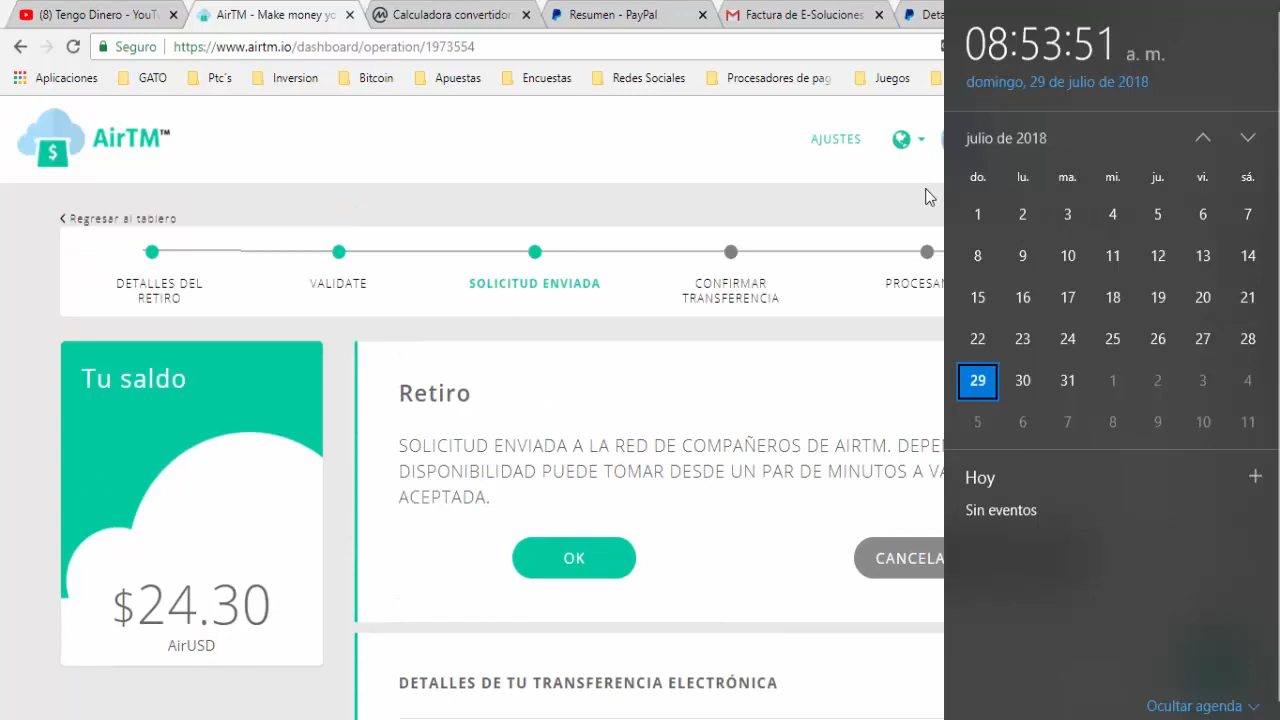 (8) Tengo Dinero - YouT
AirTM - Make money yo
Calculadora convertidor
Resumen - PayPal
Factura de E-Soluciones
Deta
Seguro
https://www.airtm.io/dashboard/operation/1973554
Aplicaciones
GATO
Ptc´s
Inversion
Bitcoin
Apuestas
Encuestas
Redes Sociales
Procesadores de pag
Juegos
AirTM™
AJUSTES
Regresar al tablero
DETALLES DEL
RETIRO
VALIDATE
SOLICITUD ENVIADA
CONFIRMAR
TRANSFERENCIA
PROCESAN
Tu saldo
$24.30
AirUSD
Retiro
SOLICITUD ENVIADA A LA RED DE COMPAÑEROS DE AIRTM. DEPEN
DISPONIBILIDAD PUEDE TOMAR DESDE UN PAR DE MINUTOS A VA
ACEPTADA.
OK
CANCELA
DETALLES DE TU TRANSFERENCIA ELECTRÓNICA
08:53:51 a. m.
domingo, 29 de julio de 2018
julio de 2018
do. lu. ma. mi. ju. vi. sá.
1 2 3 4 5 6 7
8 9 10 11 12 13 14
15 16 17 18 19 20 21
22 23 24 25 26 27 28
29 30 31 1 2 3 4
5 6 7 8 9 10 11
Hoy
Sin eventos
Ocultar agenda